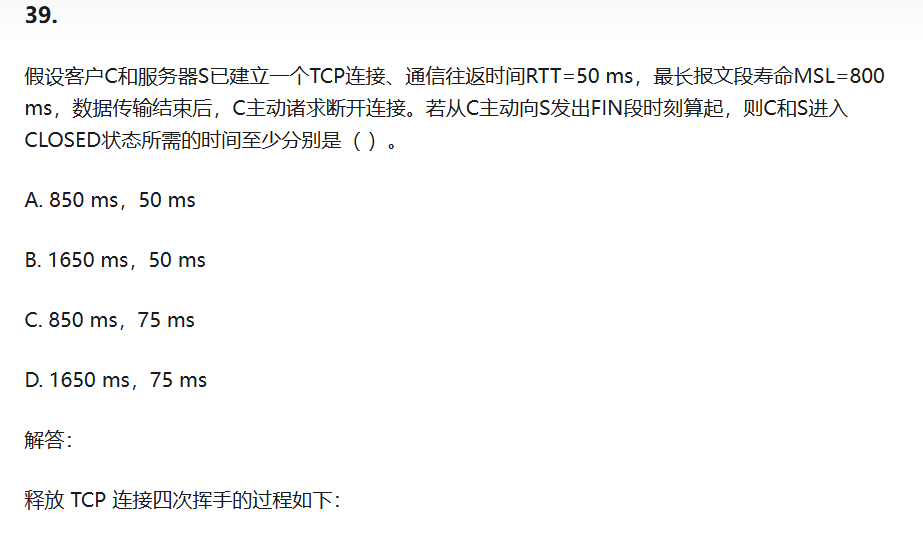 39.
假设客户C和服务器S已建立一个TCP连接、通信往返时间RTT=50 ms，最长报文段寿命MSL=800
ms，数据传输结束后，C主动诸求断开连接。若从C主动向S发出FIN段时刻算起，则C和S进入
CLOSED状态所需的时间至少分别是（ ）。
A. 850 ms，50 ms
B. 1650 ms，50 ms
C. 850 ms，75 ms
D. 1650 ms，75 ms
解答：
释放 TCP 连接四次挥手的过程如下：